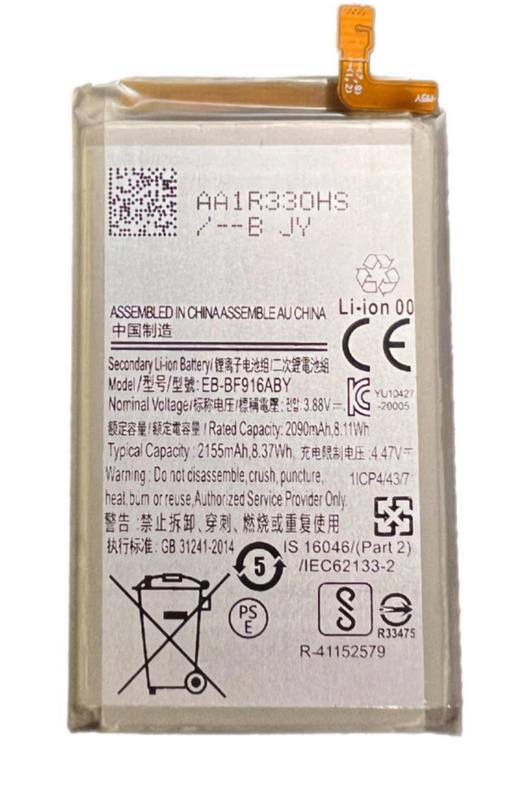 AA1R330HS
/--B JY
Li-ion 00
ASSEMBLED IN CHINA ASSEMBLE AU CHINA
中国制造
CE
Secondary Li-ion Battery/锂离子电池组/二次鋰電池組
Model/型号/型號: EB-BF916ABY
Nominal Voltage/标称电压/標稱電壓: 전압: 3.88V⎓
YU10427
-20005
额定容量/額定電容量/Rated Capacity: 2090mAh,8.11Wh
Typical Capacity: 2155mAh,8.37Wh, 充电限制电压: 4.47V⎓
Warning: Do not disassemble, crush, puncture,
1ICP4/43/7
heat, burn or reuse, Authorized Service Provider Only.
警告:禁止拆卸、穿刺、燃烧或重复使用
执行标准: GB 31241-2014
IS 16046/(Part 2)
/IEC62133-2
5
PS
E
R33475
R-41152579